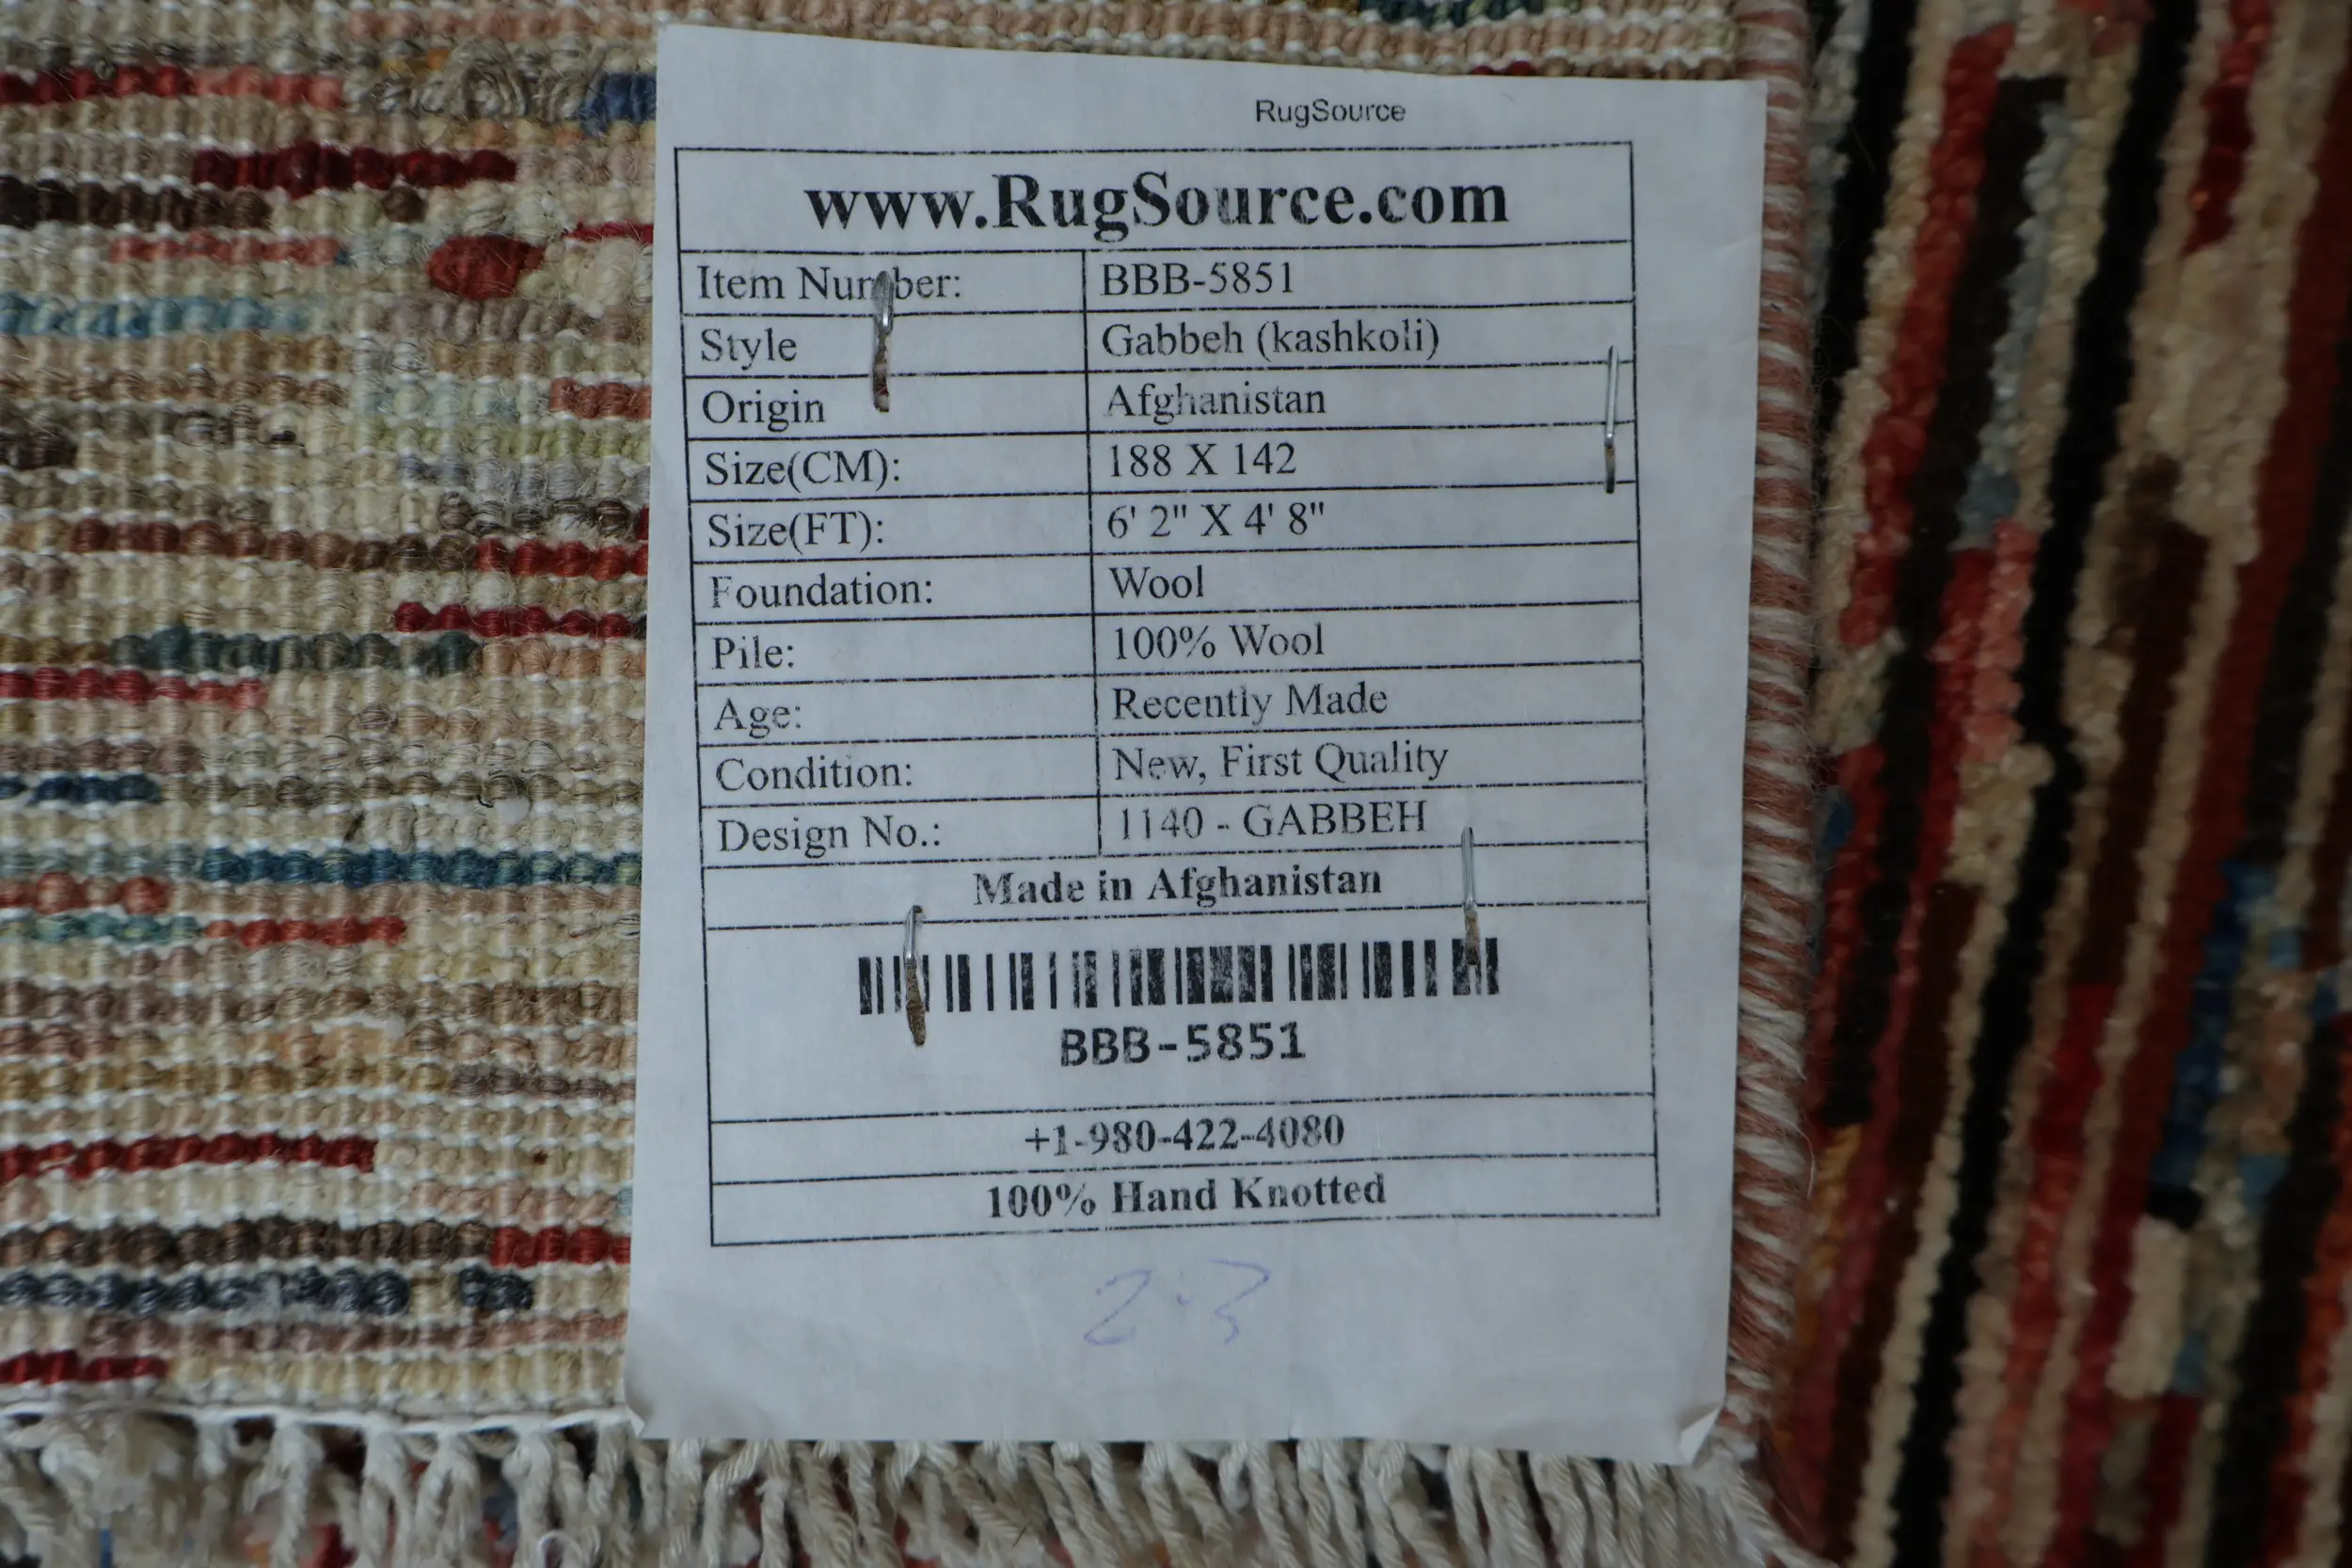 RugSource
www.RugSource.com
Item Number: BBB-5851
Style Gabbeh (kashkoli)
Origin Afghanistan
Size(CM): 188 X 142
Size(FT): 6' 2" X 4' 8"
Foundation: Wool
Pile: 100% Wool
Age: Recently Made
Condition: New, First Quality
Design No.: 1140 - GABBEH
Made in Afghanistan
BBB-5851
+1-980-422-4080
100% Hand Knotted
2.3